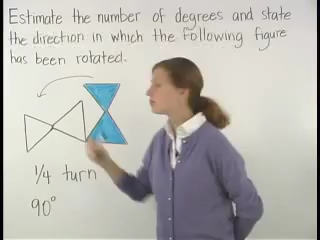 Estimate the number of degrees and state
the direction in which the following figure
has been rotated.
1/4 turn
90°